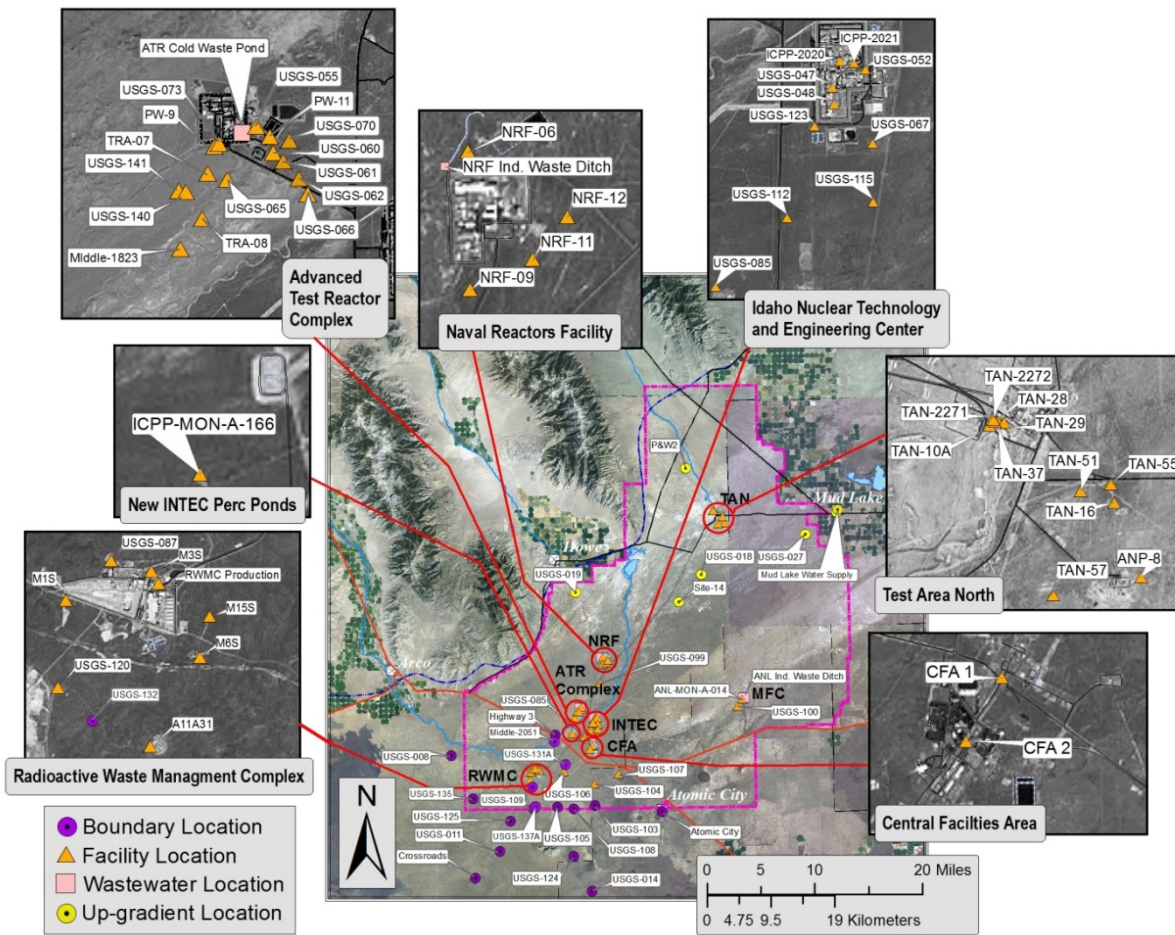 ATR Cold Waste Pond
USGS-055
USGS-073
PW-11
PW-9
USGS-070
TRA-07
USGS-060
USGS-141
USGS-061
USGS-062
USGS-140
USGS-065
USGS-066
TRA-08
MIddle-1823
Advanced
Test Reactor
Complex
NRF-06
NRF Ind. Waste Ditch
NRF-12
NRF-11
NRF-09
Naval Reactors Facility
ICPP-2021
ICPP-2020
USGS-052
USGS-047
USGS-048
USGS-123
USGS-067
USGS-115
USGS-112
USGS-085
Idaho Nuclear Technology
and Engineering Center
ICPP-MON-A-166
New INTEC Perc Ponds
TAN-2272
TAN-28
TAN-2271
TAN-29
TAN-10A
TAN-37
TAN-51
TAN-55
TAN-16
ANP-8
TAN-57
Test Area North
USGS-087
M3S
RWMC Production
M1S
M15S
M6S
USGS-120
USGS-132
A11A31
Radioactive Waste Managment Complex
CFA 1
CFA 2
Central Facilties Area
P&W2
TAN
Mud Lake
Howe
USGS-018
USGS-027
USGS-019
Mud Lake Water Supply
Site-14
NRF
Arco
ATR
Complex
USGS-099
ANL Ind. Waste Ditch
ANL-MON-A-014
MFC
USGS-085
USGS-100
Highway 3
INTEC
Middle-2051
CFA
USGS-008
USGS-131A
RWMC
USGS-107
USGS-135
USGS-106
USGS-104
USGS-109
Atomic City
USGS-125
USGS-137A
USGS-103
Atomic City
USGS-011
USGS-105
USGS-108
Crossroads
USGS-124
USGS-014
N
Boundary Location
Facility Location
Wastewater Location
Up-gradient Location
0 5 10 20 Miles
0 4.75 9.5 19 Kilometers